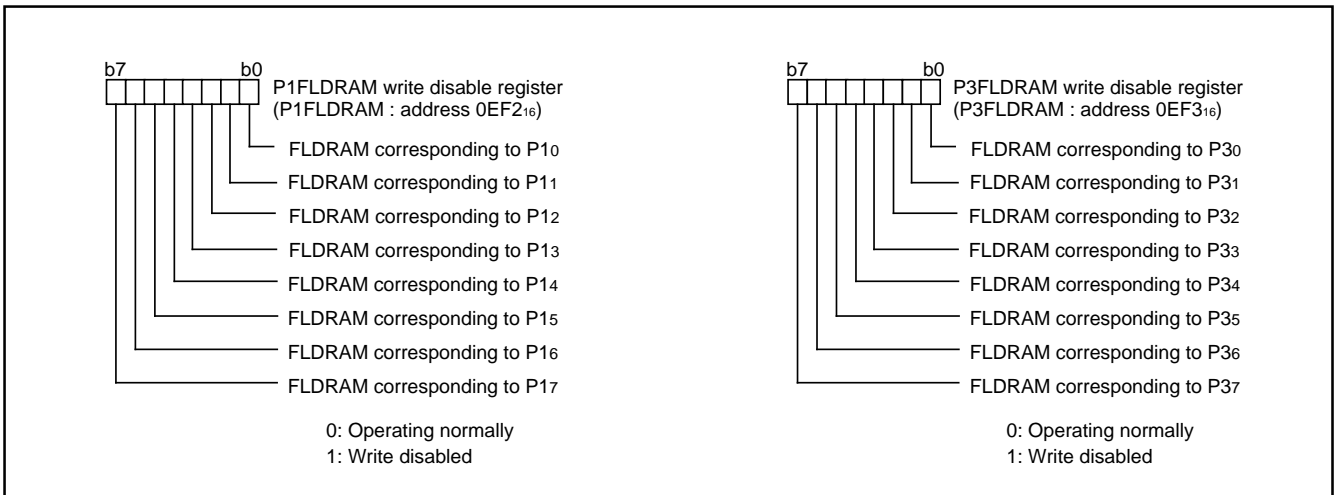 b7 b0
P1FLDRAM write disable register
(P1FLDRAM : address 0EF2₁₆)
FLDRAM corresponding to P1₀
FLDRAM corresponding to P1₁
FLDRAM corresponding to P1₂
FLDRAM corresponding to P1₃
FLDRAM corresponding to P1₄
FLDRAM corresponding to P1₅
FLDRAM corresponding to P1₆
FLDRAM corresponding to P1₇
0: Operating normally
1: Write disabled
b7 b0
P3FLDRAM write disable register
(P3FLDRAM : address 0EF3₁₆)
FLDRAM corresponding to P3₀
FLDRAM corresponding to P3₁
FLDRAM corresponding to P3₂
FLDRAM corresponding to P3₃
FLDRAM corresponding to P3₄
FLDRAM corresponding to P3₅
FLDRAM corresponding to P3₆
FLDRAM corresponding to P3₇
0: Operating normally
1: Write disabled